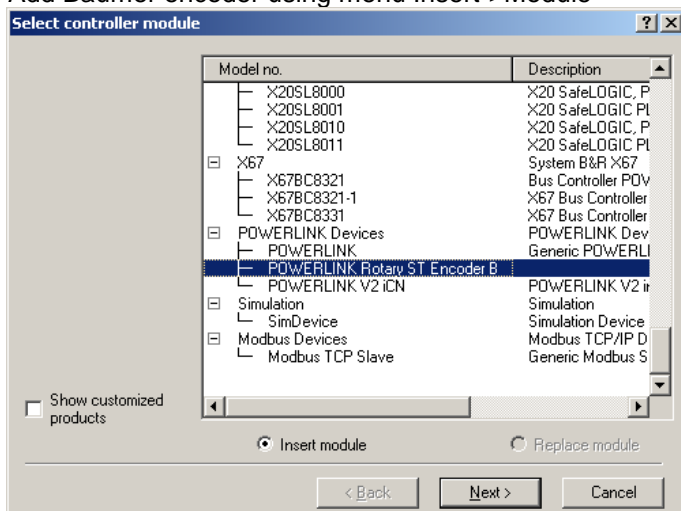 Add Baumer encoder using menu Insert > Module
Select controller module
Model no. Description
X20SL8000 X20 SafeLOGIC, P
X20SL8001 X20 SafeLOGIC PL
X20SL8010 X20 SafeLOGIC, P
X20SL8011 X20 SafeLOGIC PL
X67 System B&R X67
X67BC8321 Bus Controller POW
X67BC8321-1 X67 Bus Controller
X67BC8331 X67 Bus Controller
POWERLINK Devices POWERLINK Dev
POWERLINK Generic POWERLI
POWERLINK Rotary ST Encoder B
POWERLINK V2 iCN POWERLINK V2 ir
Simulation Simulation
SimDevice Simulation Device
Modbus Devices Modbus TCP/IP D
Modbus TCP Slave Generic Modbus S
Show customized
products
Insert module Replace module
< Back Next > Cancel